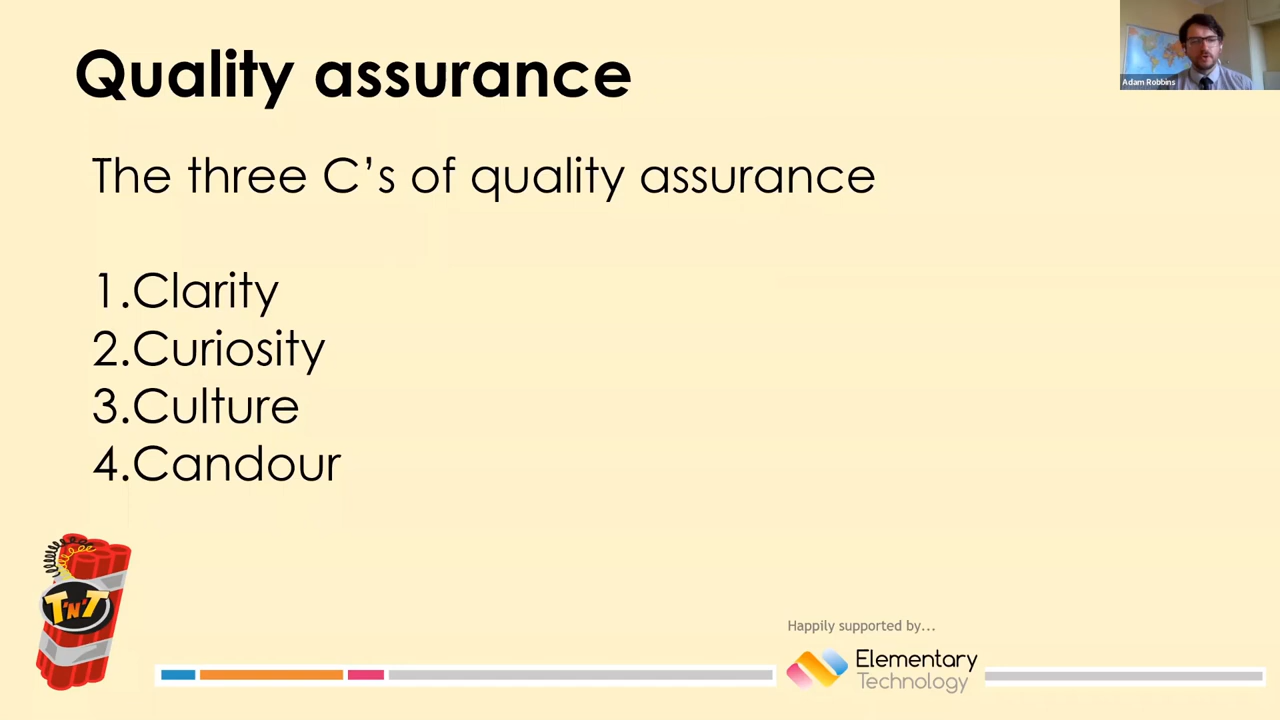 Quality assurance
Adam Robbins
The three C’s of quality assurance
1.Clarity
2.Curiosity
3.Culture
4.Candour
T'N'T
Happily supported by...
Elementary
Technology